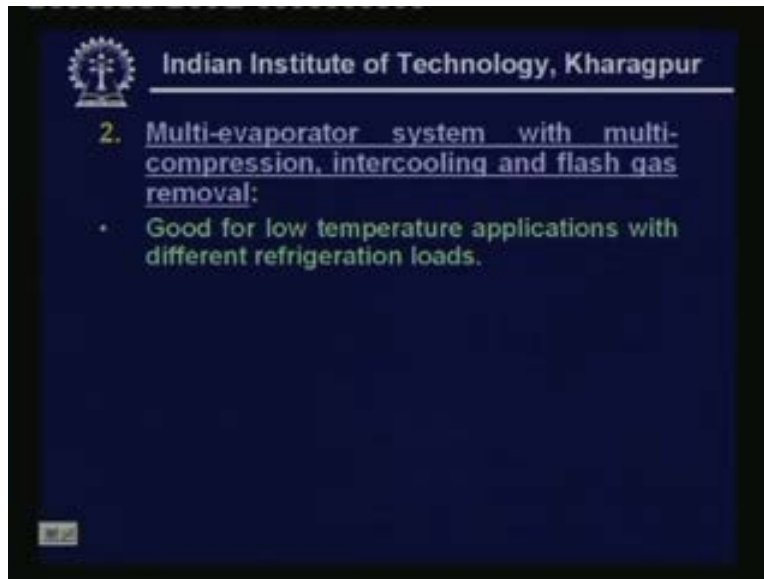 Indian Institute of Technology, Kharagpur
2. Multi-evaporator system with multi-
compression, intercooling and flash gas
removal:
• Good for low temperature applications with
different refrigeration loads.